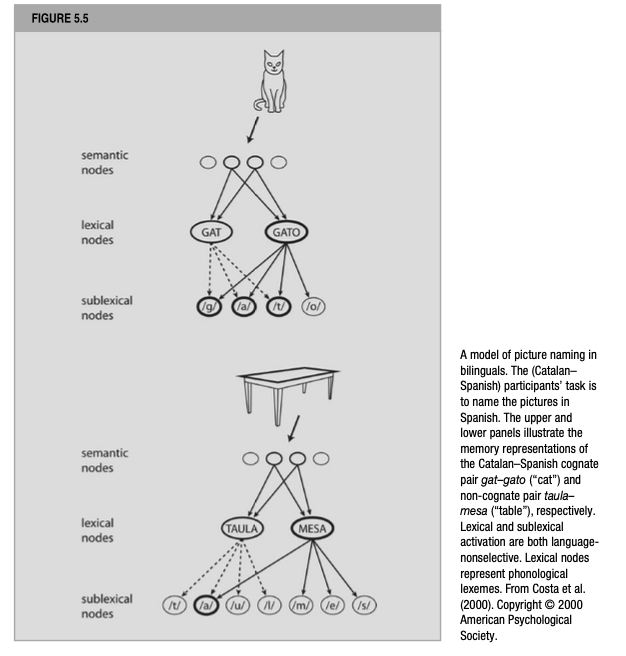 FIGURE 5.5
semantic
nodes
lexical
nodes
GAT
GATO
sublexical
nodes
/g/
/a/
/t/
/o/
semantic
nodes
lexical
nodes
TAULA
MESA
sublexical
nodes
/t/
/a/
/u/
/l/
/m/
/e/
/s/
A model of picture naming in
bilinguals. The (Catalan–
Spanish) participants' task is
to name the pictures in
Spanish. The upper and
lower panels illustrate the
memory representations of
the Catalan–Spanish cognate
pair gat–gato (“cat”) and
non-cognate pair taula–
mesa (“table”), respectively.
Lexical and sublexical
activation are both language-
nonselective. Lexical nodes
represent phonological
lexemes. From Costa et al.
(2000). Copyright © 2000
American Psychological
Society.